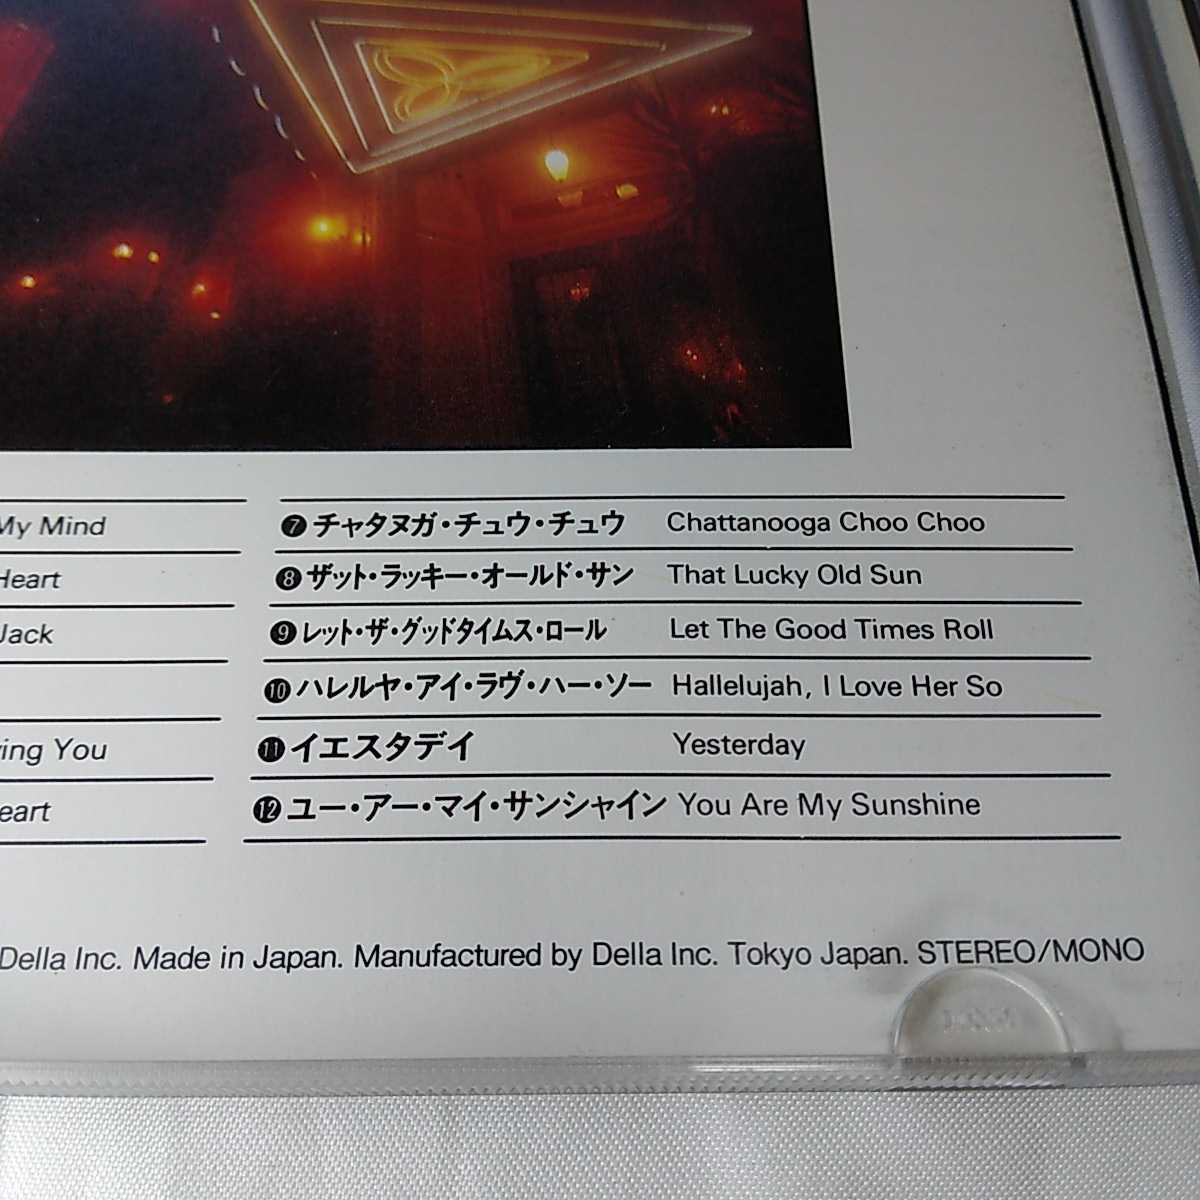 My Mind
Heart
Jack
ing You
eart
❼チャタヌガ・チュウ・チュウ Chattanooga Choo Choo
❽ザット・ラッキー・オールド・サン That Lucky Old Sun
❾レット・ザ・グッドタイムス・ロール Let The Good Times Roll
❿ハレルヤ・アイ・ラヴ・ハー・ソー Hallelujah, I Love Her So
⓫イエスタデイ Yesterday
⓬ユー・アー・マイ・サンシャイン You Are My Sunshine
Della Inc. Made in Japan. Manufactured by Della Inc. Tokyo Japan. STEREO/MONO